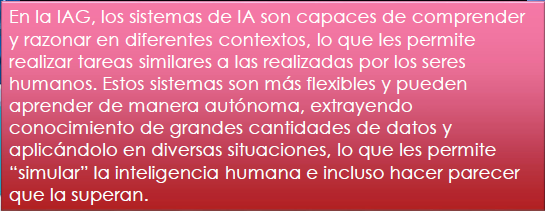 En la IAG, los sistemas de IA son capaces de comprender
y razonar en diferentes contextos, lo que les permite
realizar tareas similares a las realizadas por los seres
humanos. Estos sistemas son más flexibles y pueden
aprender de manera autónoma, extrayendo
conocimiento de grandes cantidades de datos y
aplicándolo en diversas situaciones, lo que les permite
“simular” la inteligencia humana e incluso hacer parecer
que la superan.